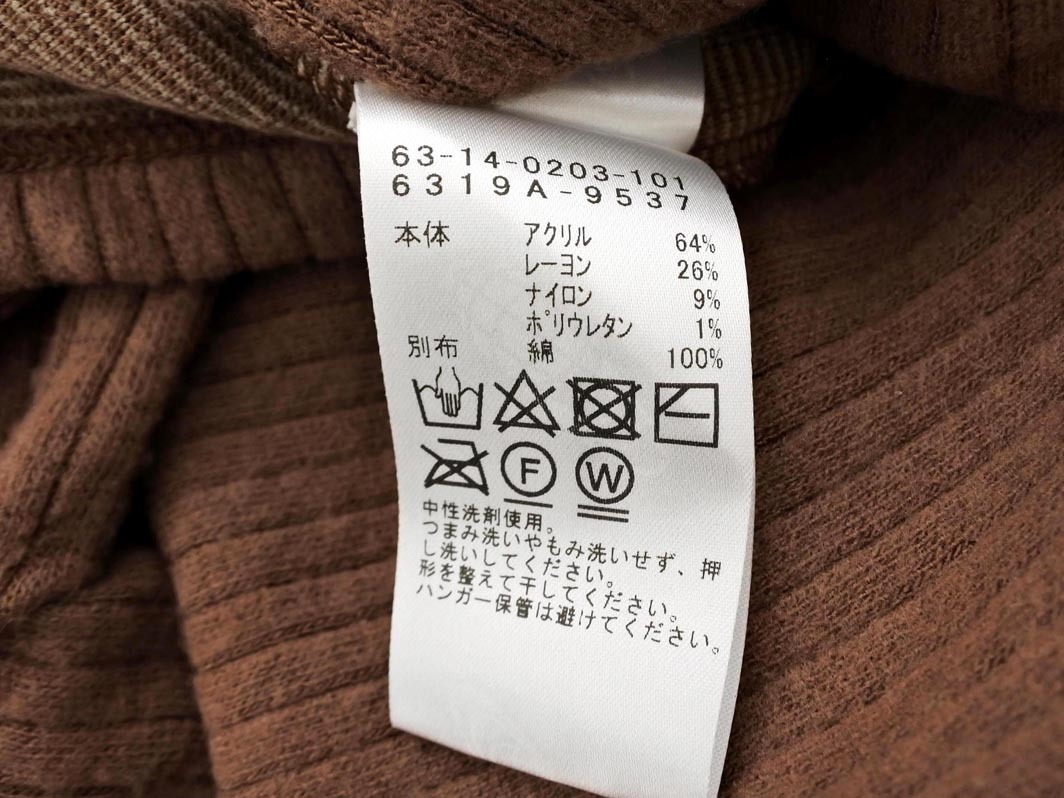 63-14-0203-101
6319A-9537
本体 アクリル 64%
レーヨン 26%
ナイロン 9%
ポリウレタン 1%
別布 綿 100%
F W
中性洗剤使用。
つまみ洗いやもみ洗いせず、押
し洗いしてください。
形を整えて干してください。
ハンガー保管は避けてください。